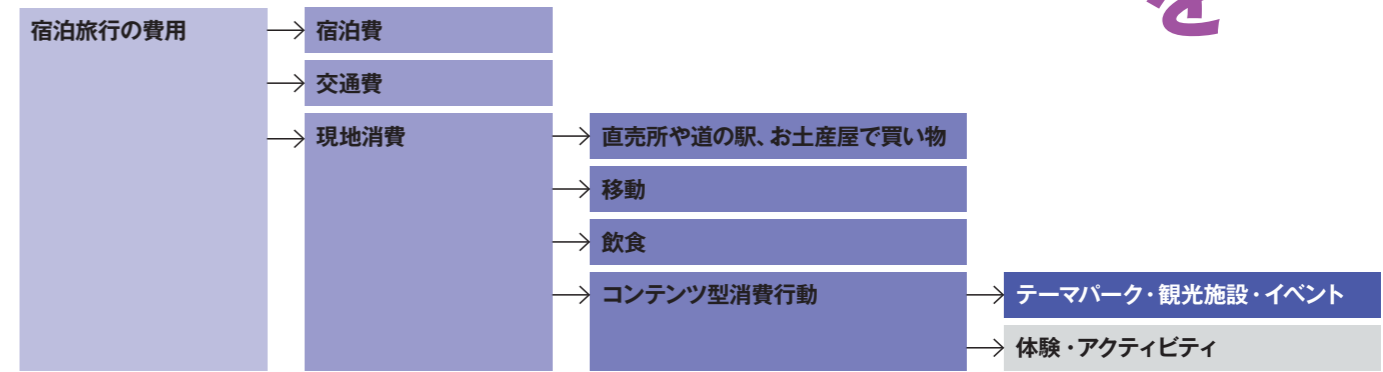 を
宿泊旅行の費用
宿泊費
交通費
現地消費
直売所や道の駅、お土産屋で買い物
移動
飲食
コンテンツ型消費行動
テーマパーク・観光施設・イベント
体験・アクティビティ